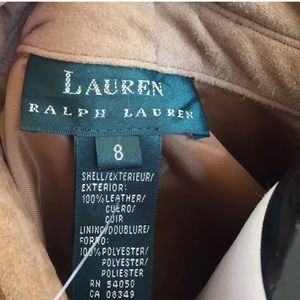 LAUREN
RALPH LAUREN
8
SHELL/EXTERIEUR/
EXTERIOR:
100%LEATHER/
CUERO/
CUIR
LINING/DOUBLURE/
FORRO:
100%POLYESTER/
POLYESTER/
POLIESTER
RN 54050
CA 08349